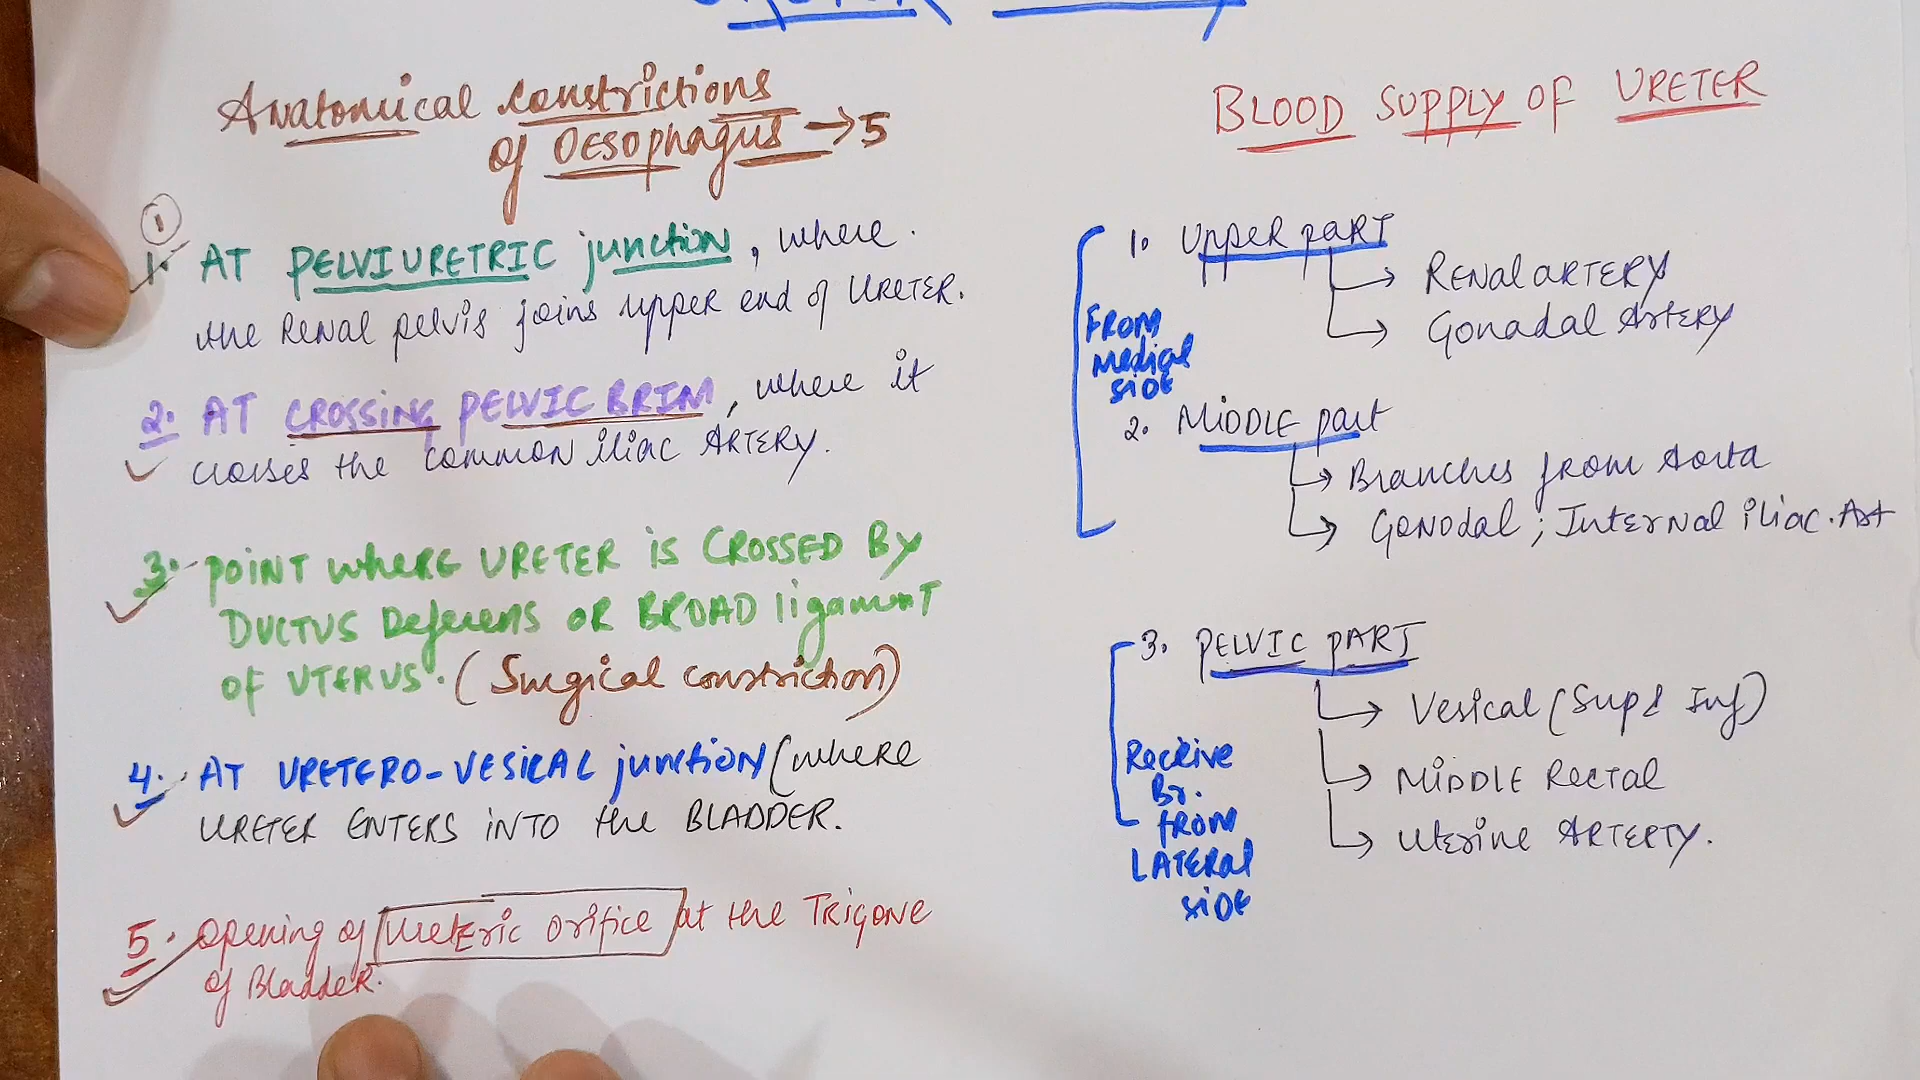 Anatomical constrictions
of OESophagus → 5
①
1. AT PELVIURETRIC junction, where
the Renal pelvis joins upper end of URETER.
2. AT CROSSING PELVIC BRIM, where it
crosses the common iliac ARTERY.
3. POINT where URETER is CROSSED By
DUCTUS Deferens OR BROAD ligament
OF UTERUS. (Surgical constriction)
4. AT URETERO-VESICAL junction (where
URETER ENTERS INTO the BLADDER.
5. Opening of Ureteric orifice at the TRIGONE
of Bladder.
BLOOD SUPPLY OF URETER
1. Upper PART
→ RENal ARTERY
→ Gonadal Artery
FROM
Medial
SIDE
2. MIDDLE part
→ Branches from Aorta
→ Gonodal ; Internal iliac. Art
3. PELVIC PART
→ Vesical (Sup & Inf)
→ MIDDLE Rectal
→ Uterine ARTERTY.
Receive
Br.
from
LATERal
SIDE